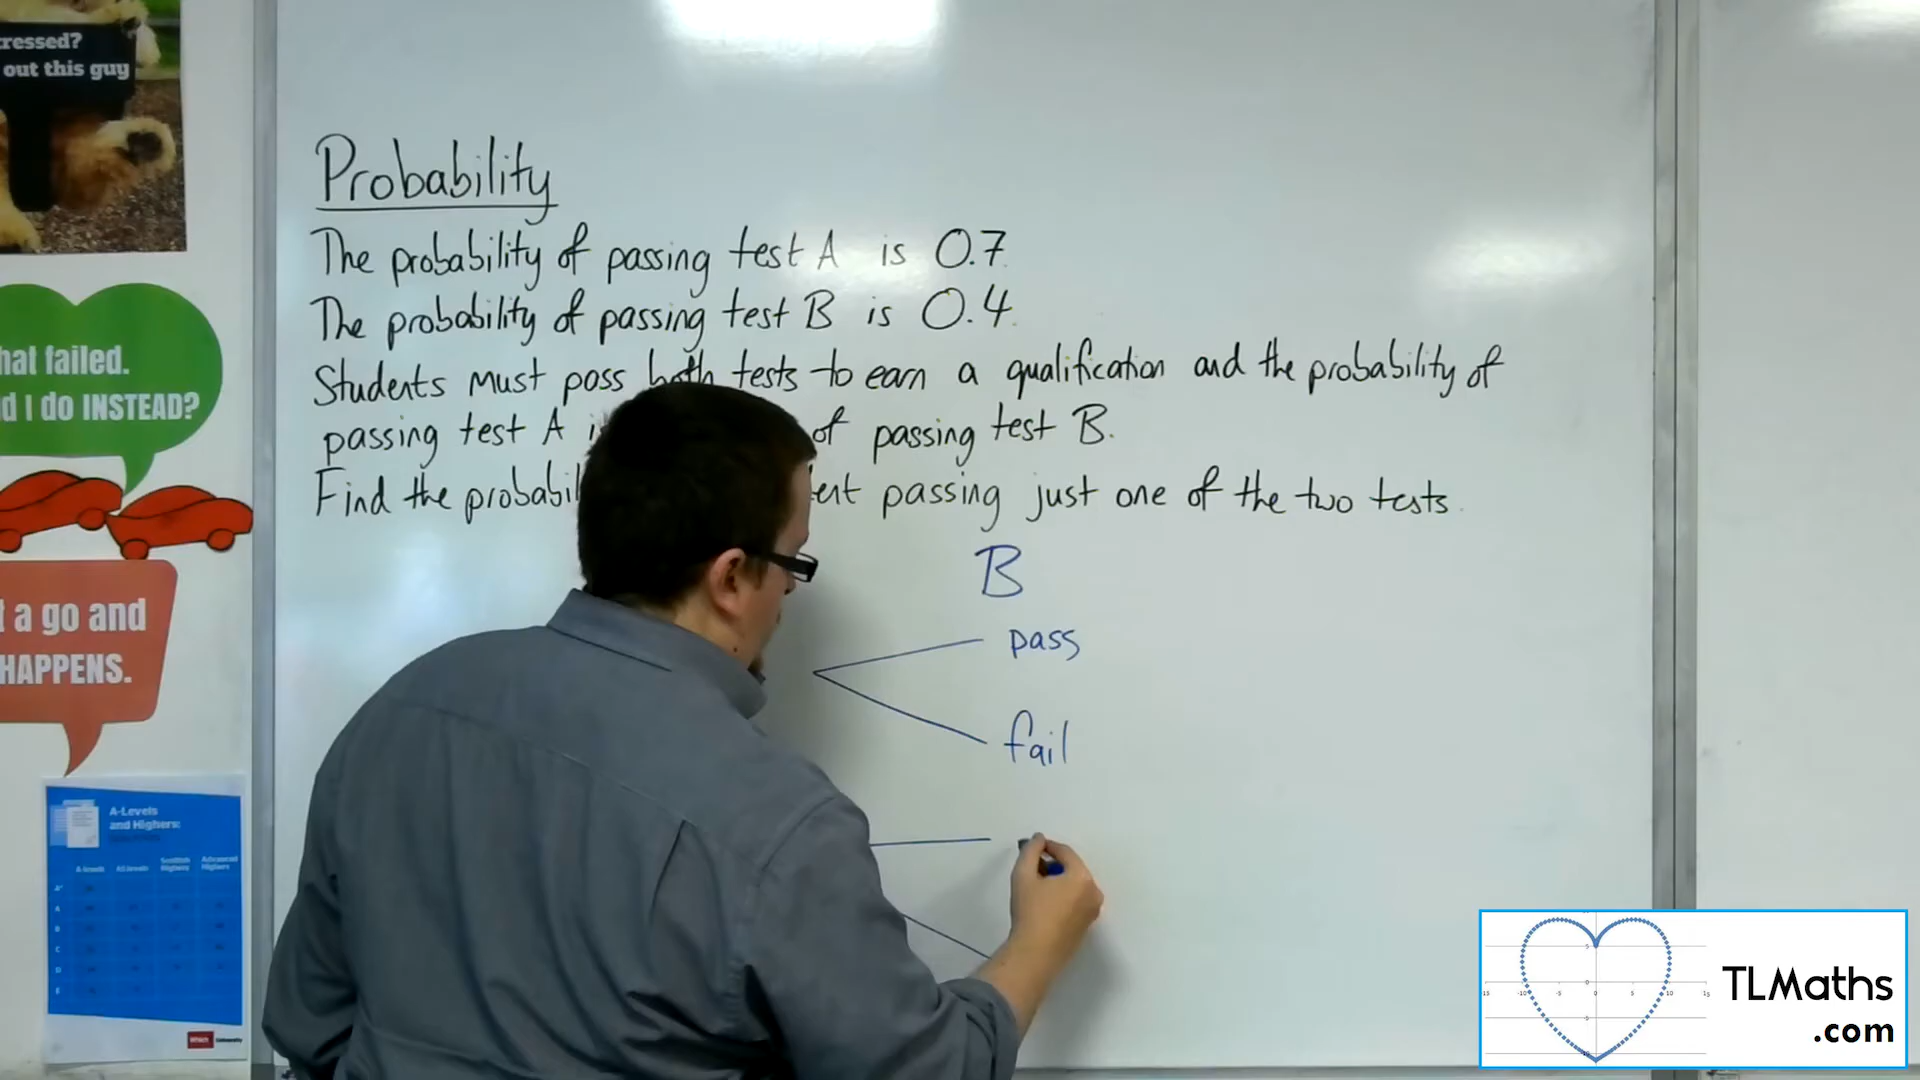 ressed?
out this guy
hat failed.
d I do INSTEAD?
t a go and
HAPPENS.
A-Levels
and Highers:
Probability
The probability of passing test A is 0.7
The probability of passing test B is 0.4
Students must pass both tests to earn a qualification and the probability of
passing test A of passing test B.
Find the probabil ent passing just one of the two tests.
B
pass
fail
TLMaths
.com